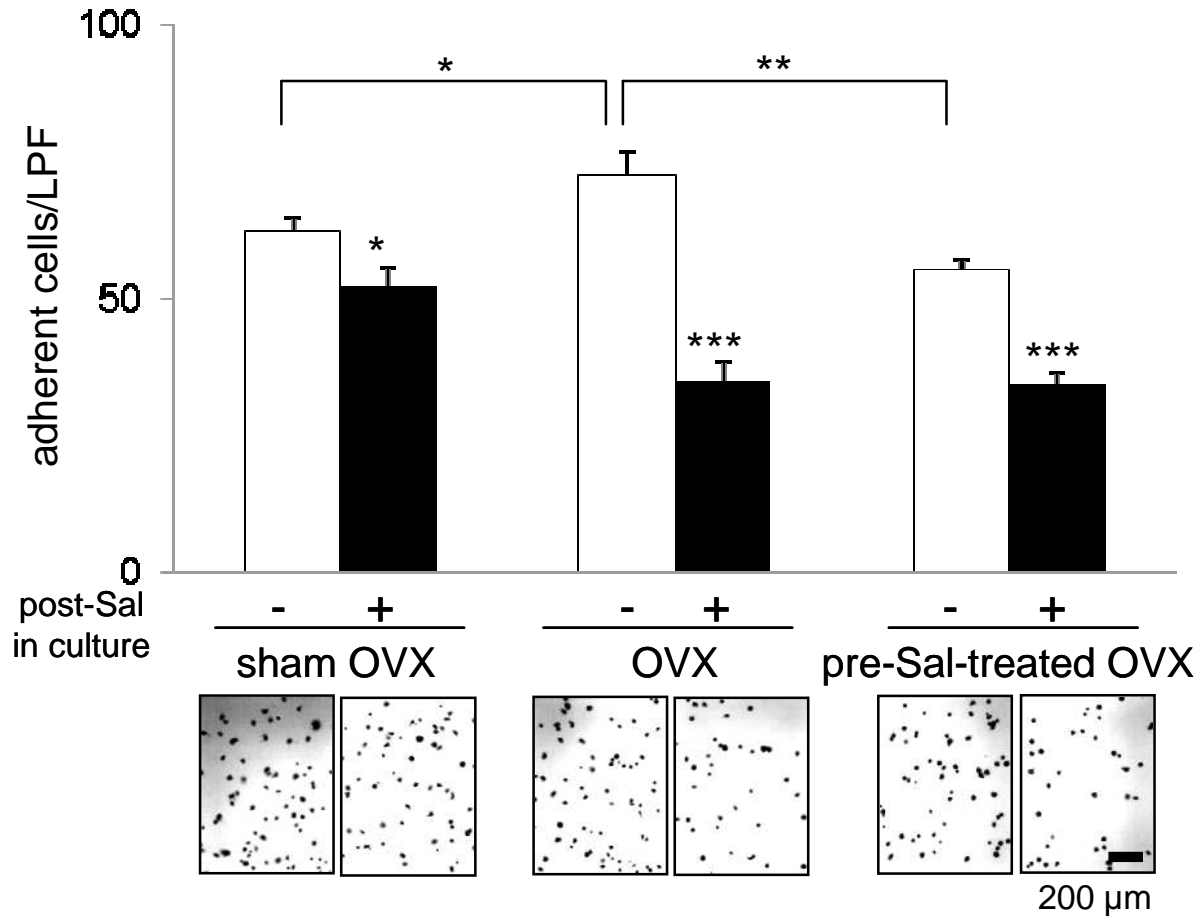 100
* **
adherent cells/LPF
*
50
*** ***
0
post-Sal
in culture
- + - + - +
sham OVX OVX pre-Sal-treated OVX
200 µm